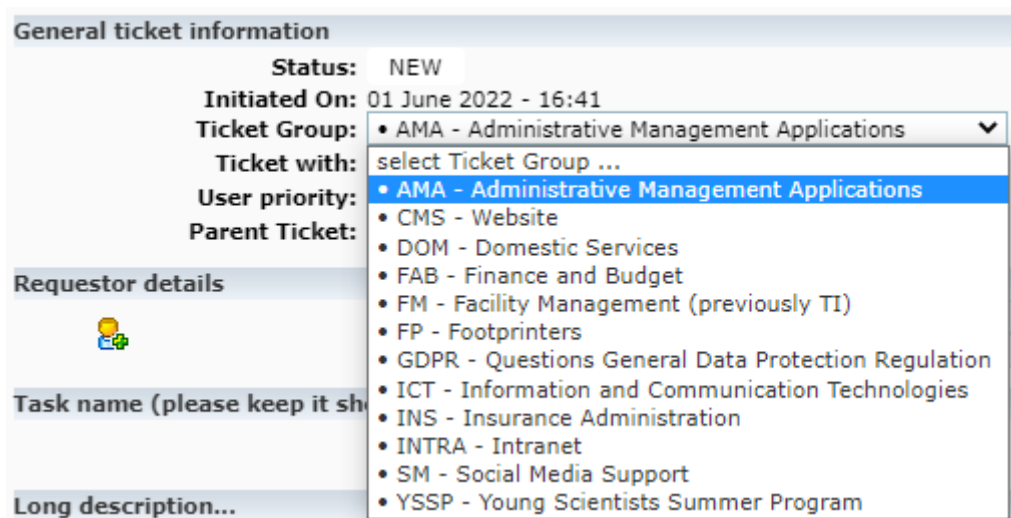 General ticket information
Status: NEW
Initiated On: 01 June 2022 - 16:41
Ticket Group: • AMA - Administrative Management Applications
Ticket with: select Ticket Group ...
User priority: • AMA - Administrative Management Applications
• CMS - Website
Parent Ticket:
• DOM - Domestic Services
Requestor details • FAB - Finance and Budget
• FM - Facility Management (previously TI)
• FP - Footprinters
• GDPR - Questions General Data Protection Regulation
• ICT - Information and Communication Technologies
Task name (please keep it sh
• INS - Insurance Administration
• INTRA - Intranet
• SM - Social Media Support
Long description... • YSSP - Young Scientists Summer Program